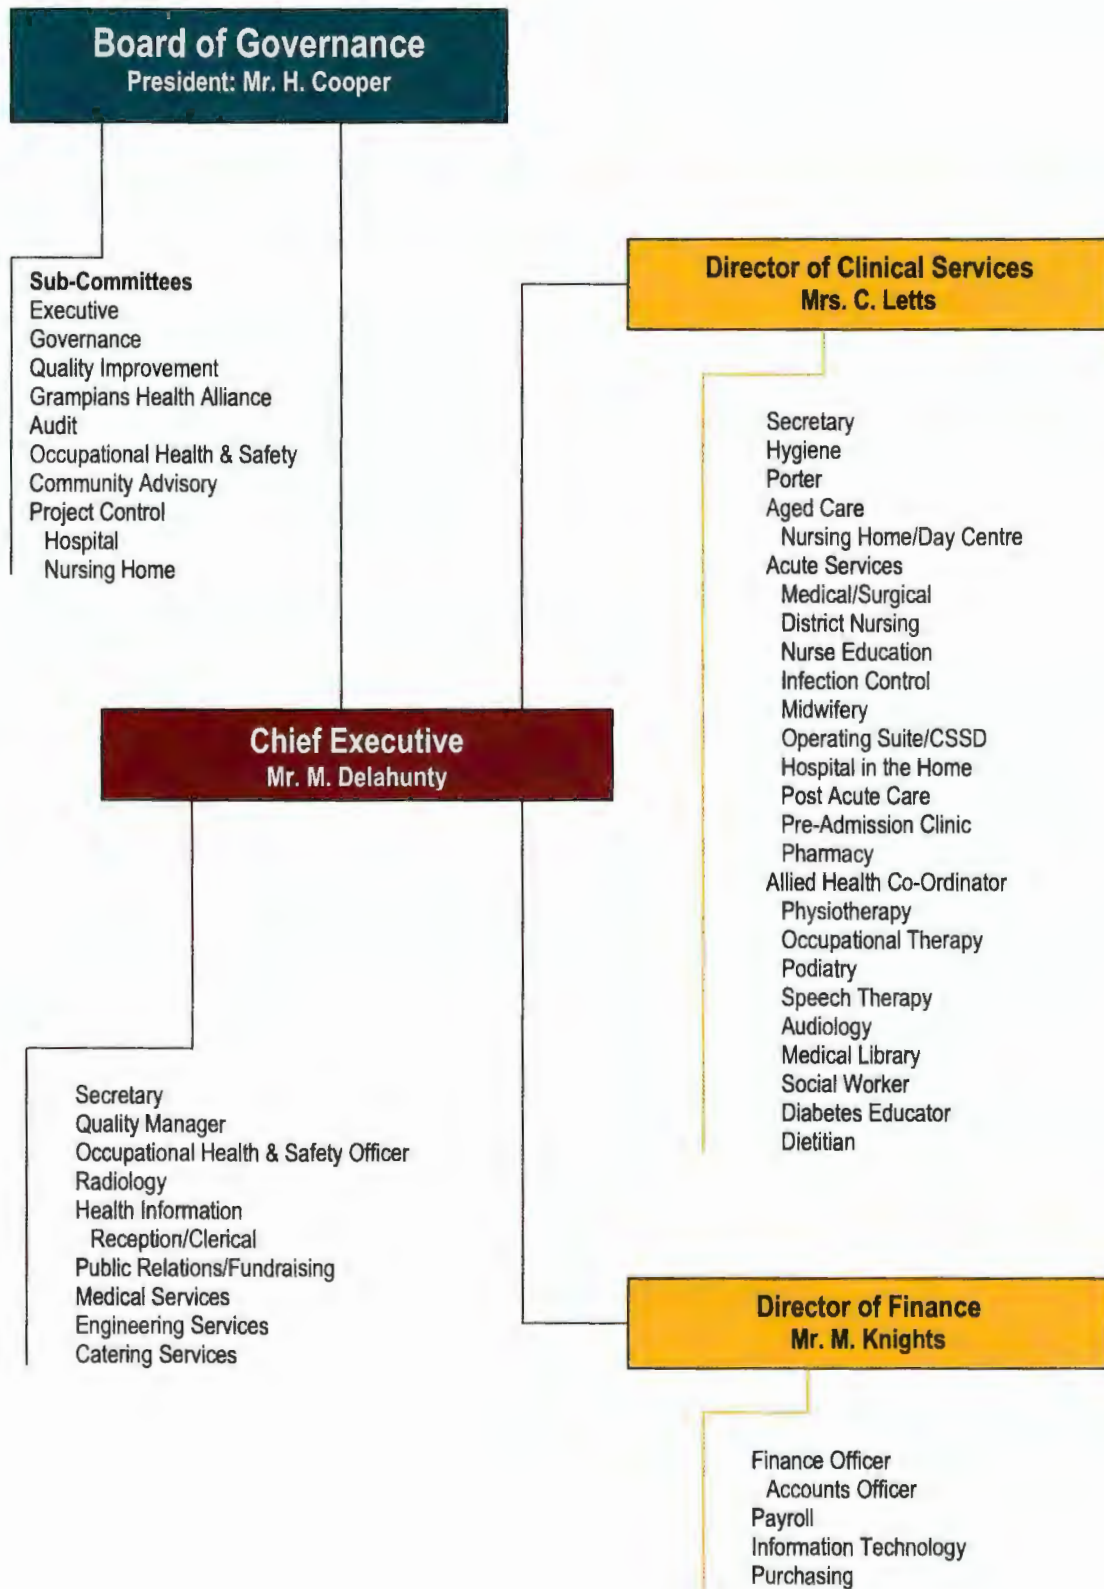 Board of Governance
President: Mr. H. Cooper
Sub-Committees
Executive
Governance
Quality Improvement
Grampians Health Alliance
Audit
Occupational Health & Safety
Community Advisory
Project Control
Hospital
Nursing Home
Director of Clinical Services
Mrs. C. Letts
Secretary
Hygiene
Porter
Aged Care
Nursing Home/Day Centre
Acute Services
Medical/Surgical
District Nursing
Nurse Education
Infection Control
Midwifery
Operating Suite/CSSD
Hospital in the Home
Post Acute Care
Pre-Admission Clinic
Pharmacy
Allied Health Co-Ordinator
Physiotherapy
Occupational Therapy
Podiatry
Speech Therapy
Audiology
Medical Library
Social Worker
Diabetes Educator
Dietitian
Chief Executive
Mr. M. Delahunty
Secretary
Quality Manager
Occupational Health & Safety Officer
Radiology
Health Information
Reception/Clerical
Public Relations/Fundraising
Medical Services
Engineering Services
Catering Services
Director of Finance
Mr. M. Knights
Finance Officer
Accounts Officer
Payroll
Information Technology
Purchasing